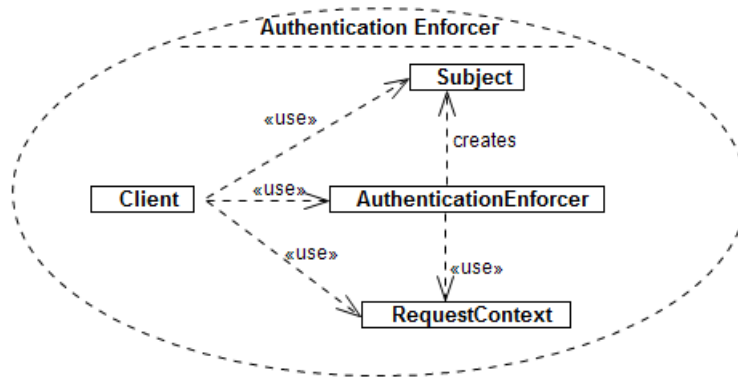 Authentication Enforcer
Subject
«use»
creates
Client
«use»
AuthenticationEnforcer
«use»
«use»
RequestContext